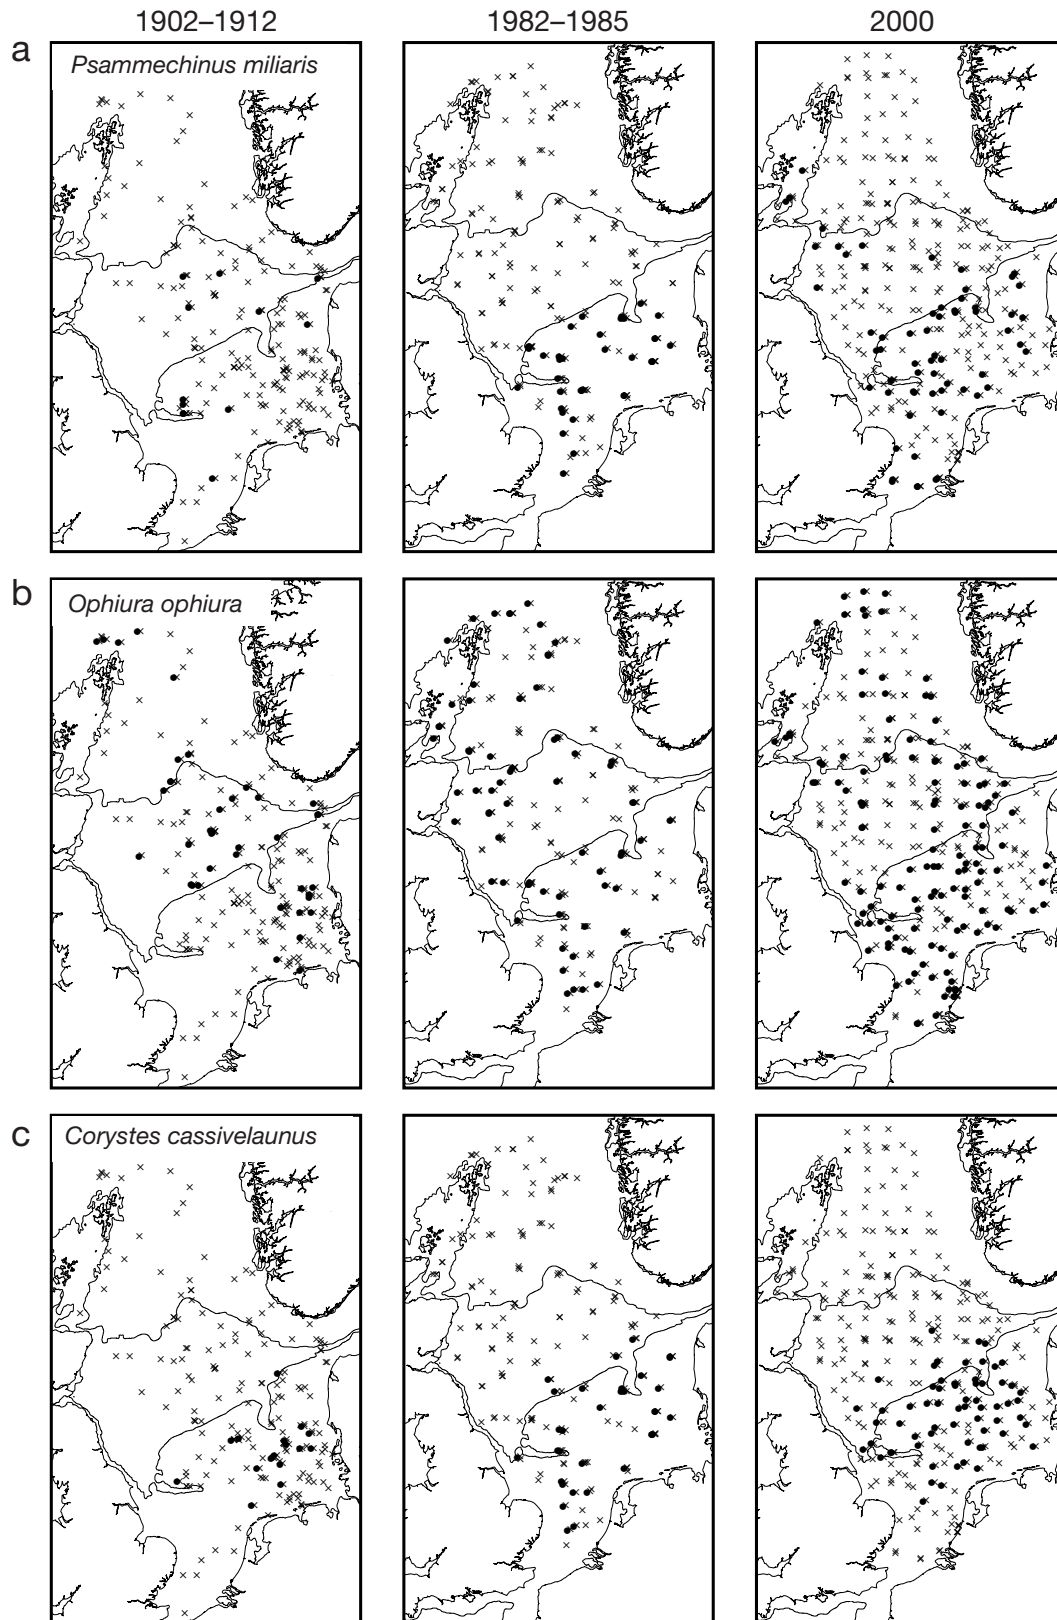 1902–1912 1982–1985 2000
a
Psammechinus miliaris
b
Ophiura ophiura
c
Corystes cassivelaunus